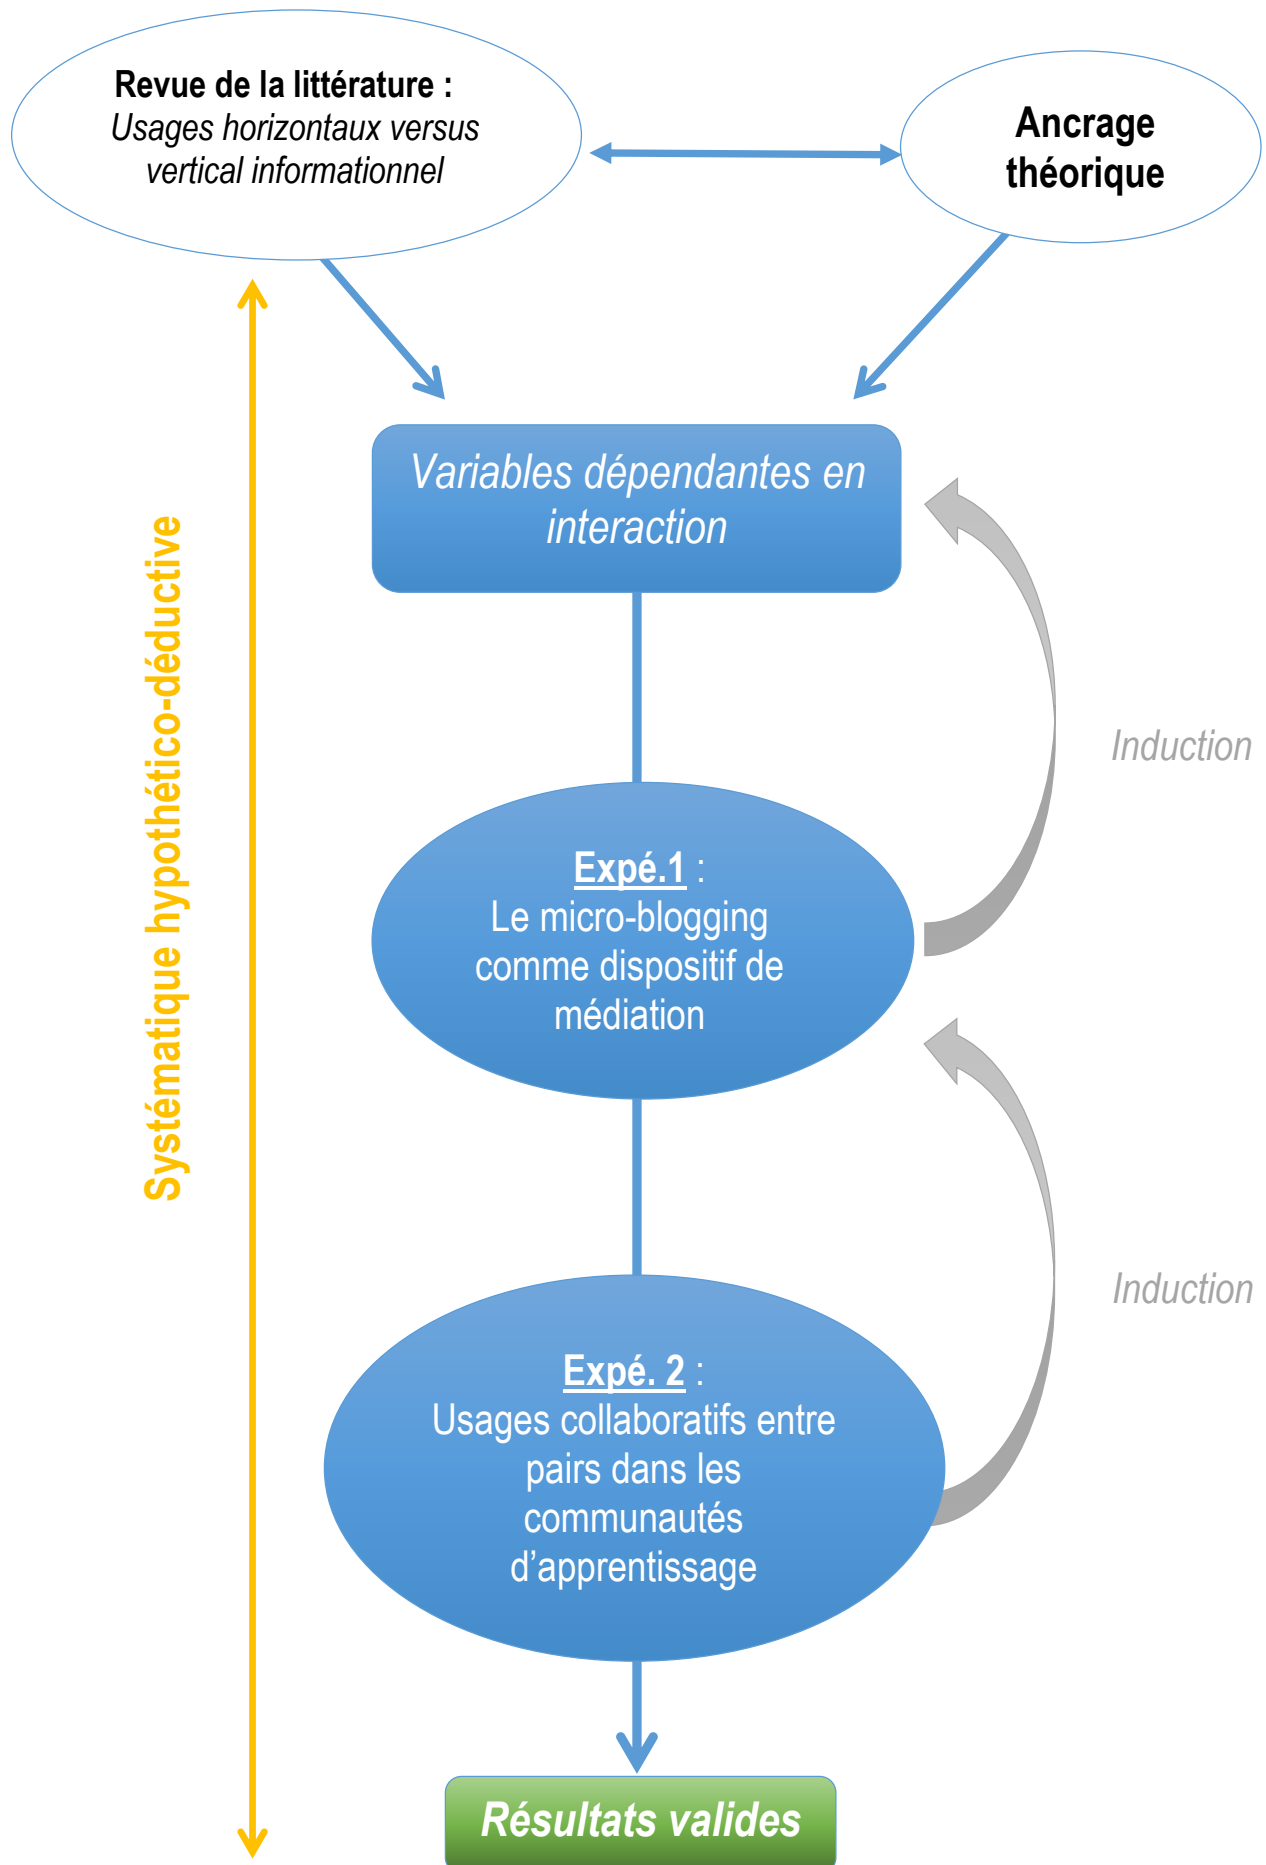 Revue de la littérature :
Usages horizontaux versus
vertical informationnel
Ancrage
théorique
Variables dépendantes en
interaction
Systématique hypothético-déductive
Induction
Expé.1 :
Le micro-blogging
comme dispositif de
médiation
Induction
Expé. 2 :
Usages collaboratifs entre
pairs dans les
communautés
d’apprentissage
Résultats valides